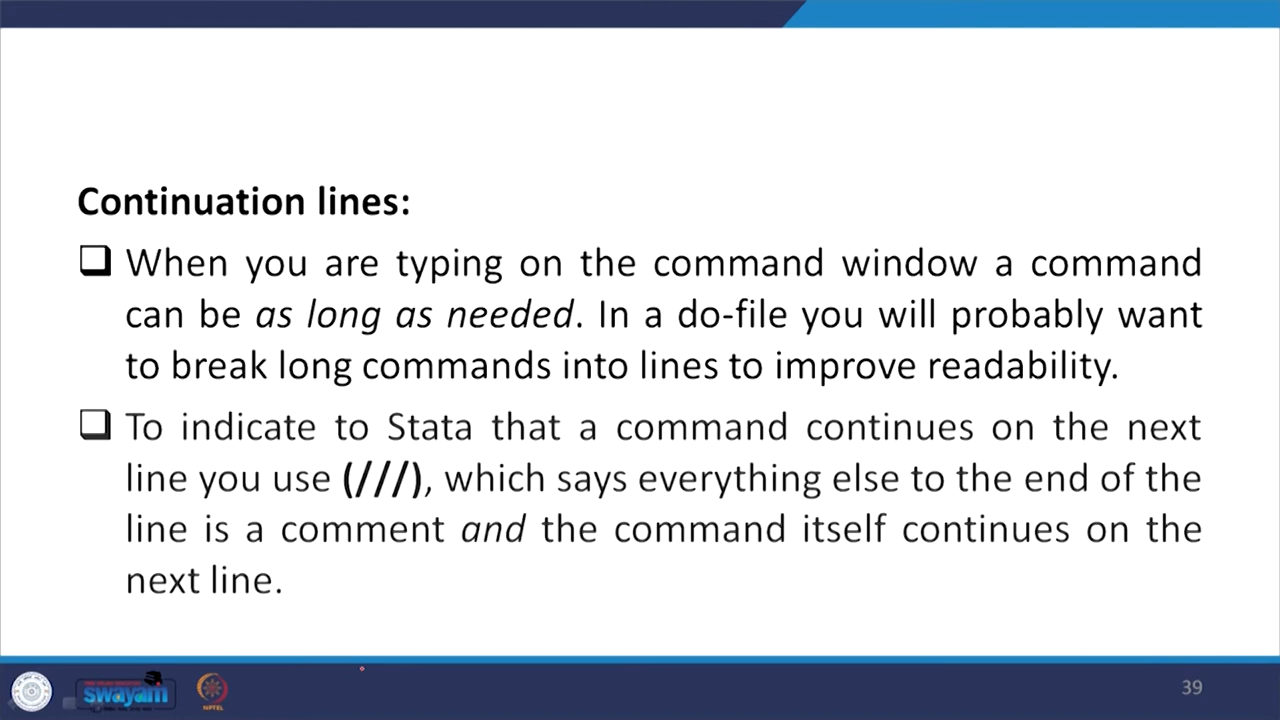 Continuation lines:
When you are typing on the command window a command
can be as long as needed. In a do-file you will probably want
to break long commands into lines to improve readability.
To indicate to Stata that a command continues on the next
line you use (///), which says everything else to the end of the
line is a comment and the command itself continues on the
next line.
swayam
NPTEL
39